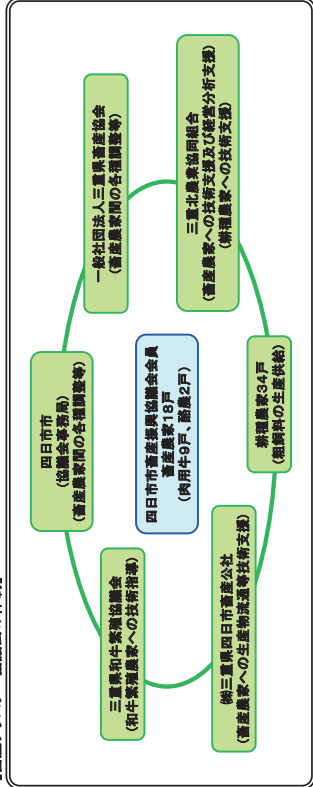 四日市市
(協議会事務局)
(畜産農家間の各種調整等)
一般社団法人三重県畜産協会
(畜産農家間の各種調整等)
三重北農業協同組合
(畜産農家への技術支援及び経営分析支援)
(耕種農家への技術支援)
耕種農家34戸
(粗飼料の生産供給)
㈱三重県四日市畜産公社
(畜産農家への生産物流通等技術支援)
三重県和牛繁殖協議会
(和牛繁殖農家への技術指導)
四日市市畜産振興協議会会員
畜産農家18戸
(肉用牛9戸、酪農2戸)